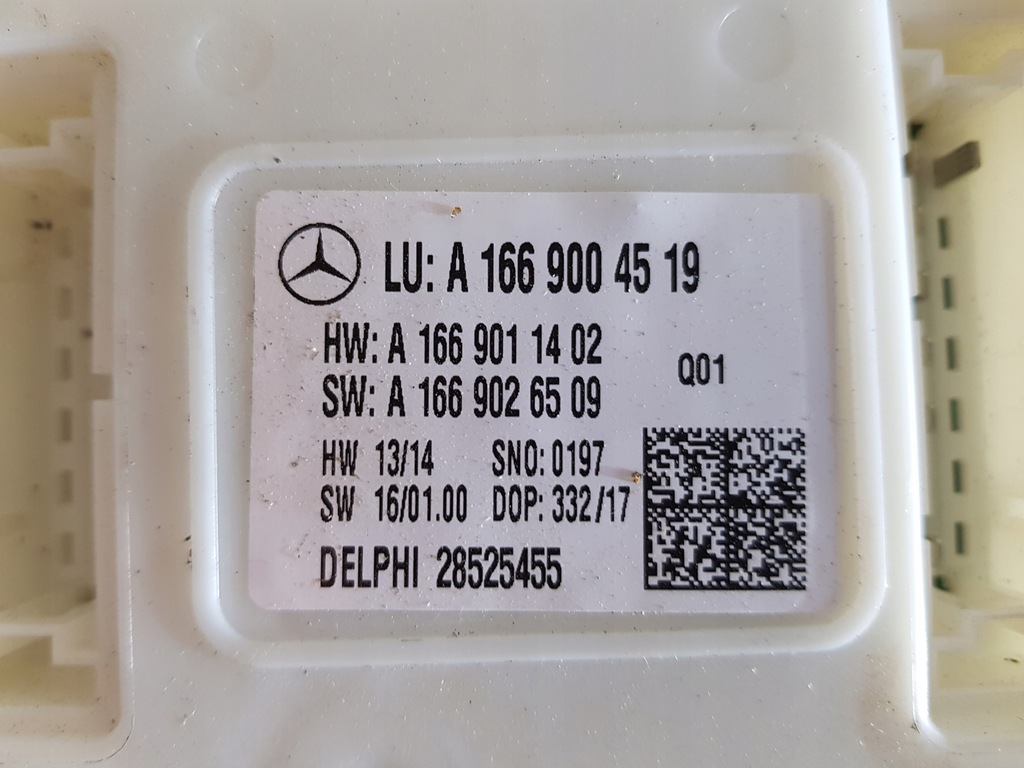 LU: A 166 900 45 19
HW: A 166 901 14 02
SW: A 166 902 65 09
Q01
HW 13/14 SNO: 0197
SW 16/01.00 DOP: 332/17
DELPHI 28525455